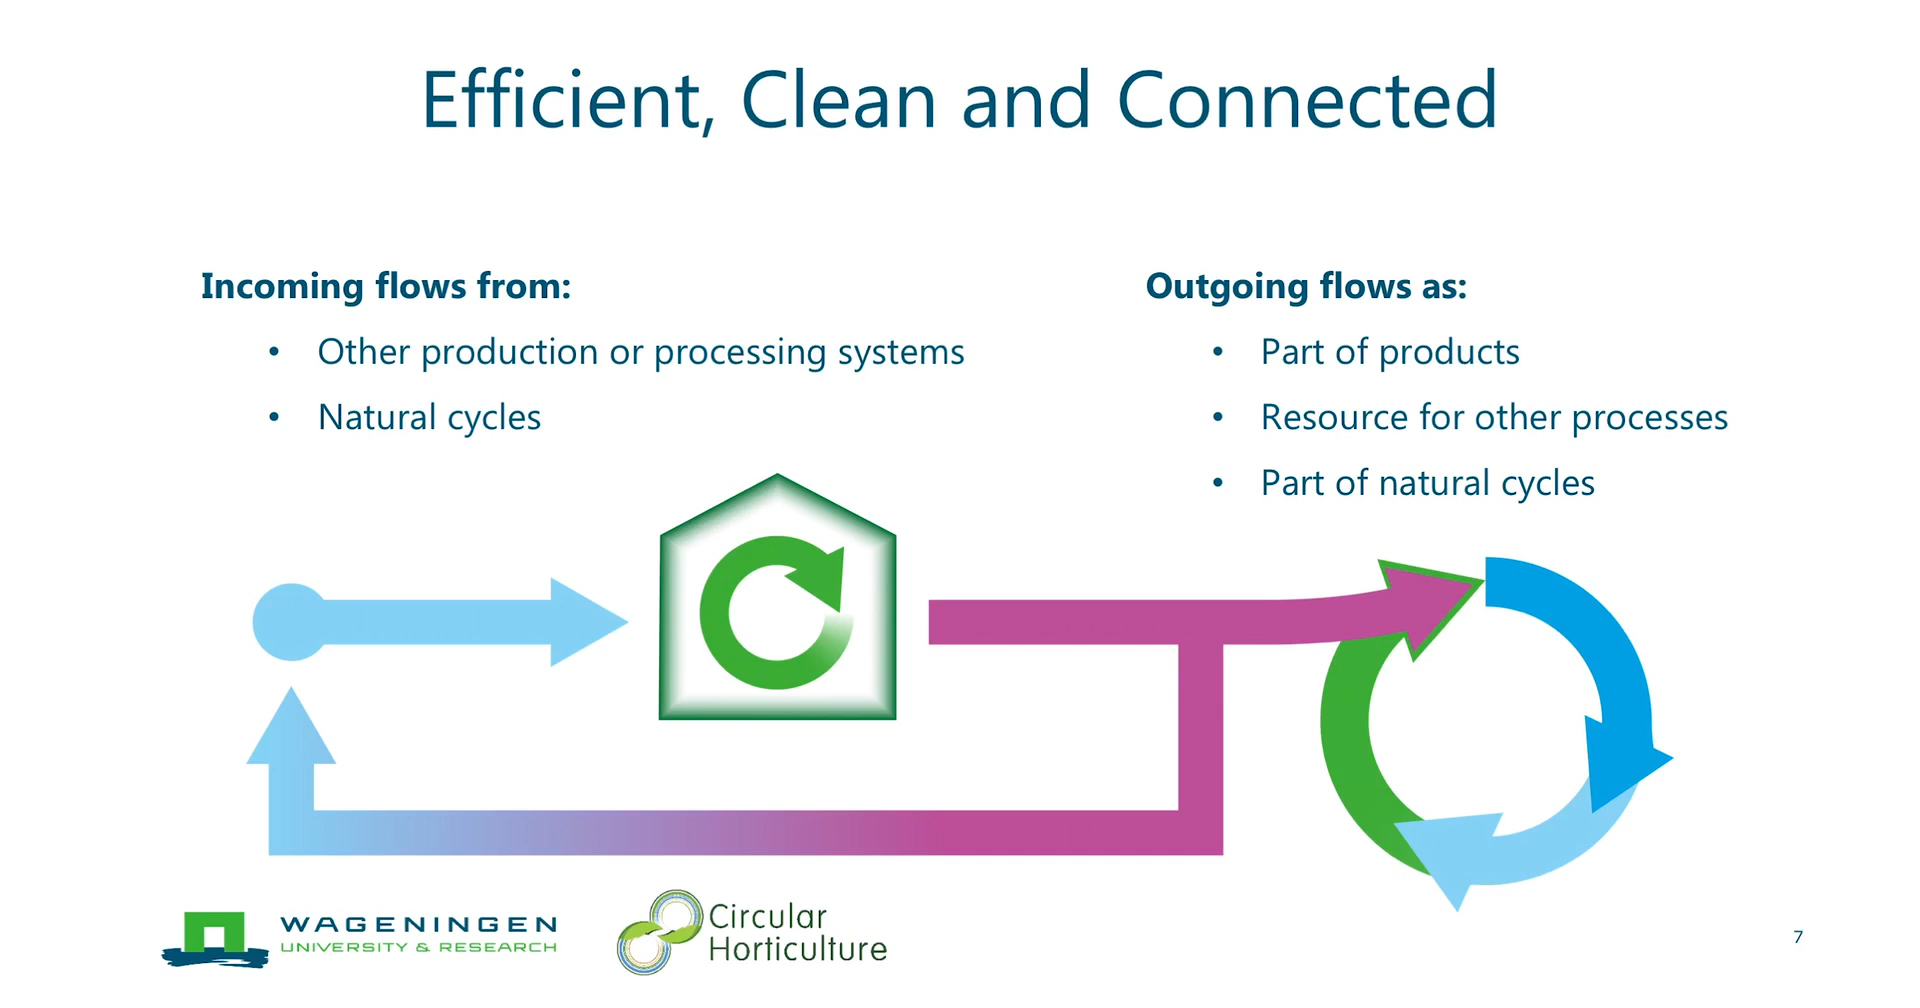 Efficient, Clean and Connected
Incoming flows from:
• Other production or processing systems
• Natural cycles
Outgoing flows as:
• Part of products
• Resource for other processes
• Part of natural cycles
WAGENINGEN
UNIVERSITY & RESEARCH
Circular
Horticulture
7